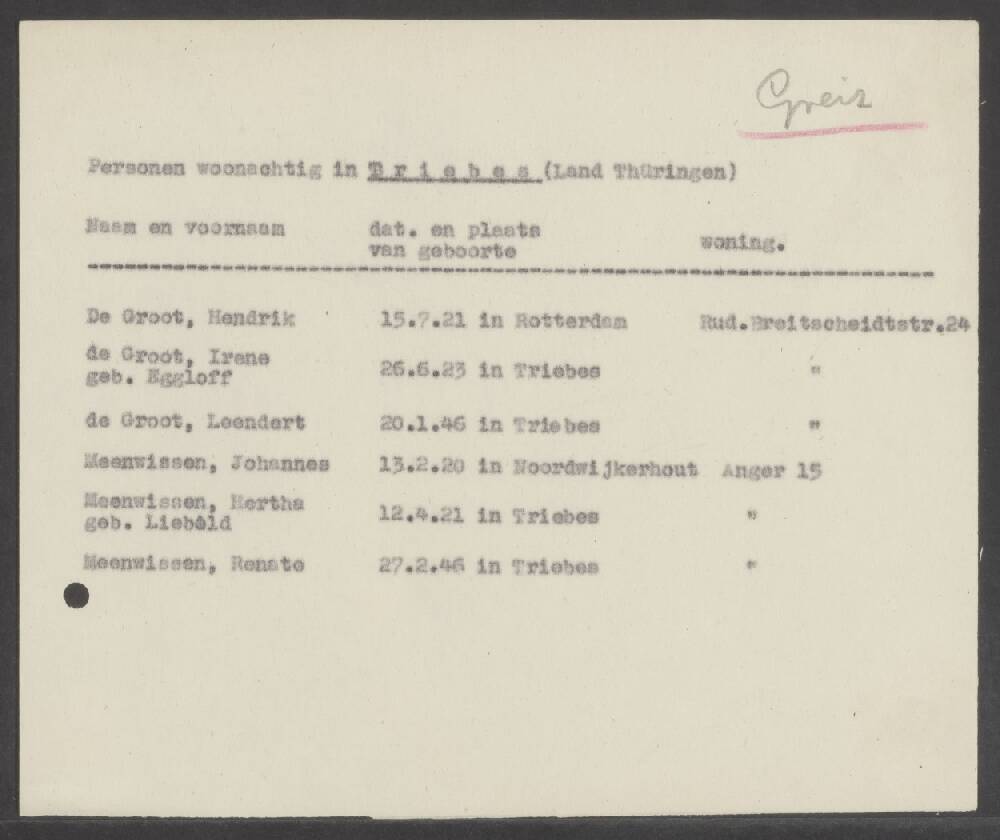 Greiz
Personen woonachtig in T r i e b e s (Land Thüringen)
Naam en voornaam dat. en plaats van geboorte woning.
De Groot, Hendrik 15.7.21 in Rotterdam Rud.Breitscheidtstr.24
de Groot, Irene
geb. Eggloff 26.6.23 in Triebes "
de Groot, Leendert 20.1.46 in Triebes "
Meenwissen, Johannes 13.2.20 in Noordwijkerhout Anger 15
Meenwissen, Hertha
geb. Liebold 12.4.21 in Triebes "
Meenwissen, Renate 27.2.46 in Triebes "